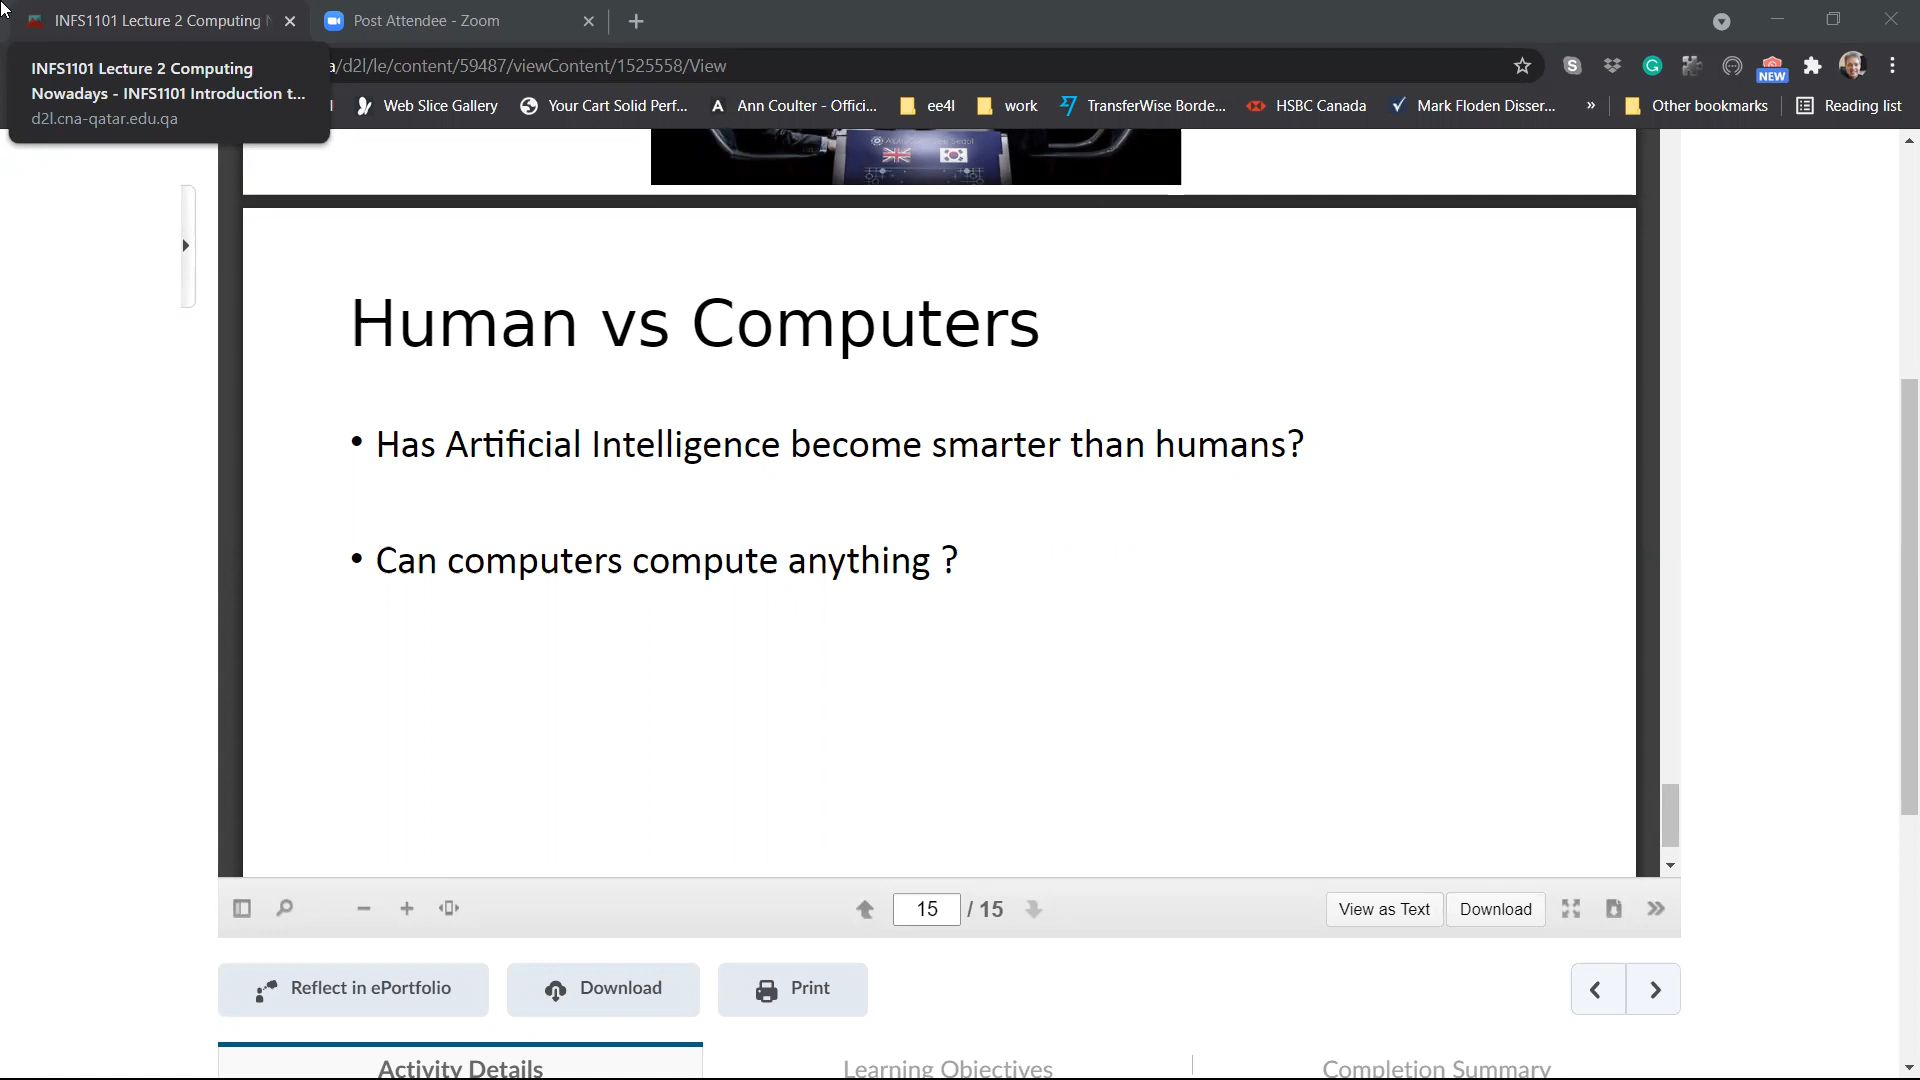 INFS1101 Lecture 2 Computing
Post Attendee - Zoom
INFS1101 Lecture 2 Computing
Nowadays - INFS1101 Introduction t...
d2l.cna-qatar.edu.qa
a/d2l/le/content/59487/viewContent/1525558/View
NEW
Web Slice Gallery
Your Cart Solid Perf...
A Ann Coulter - Offici...
ee4l
work
TransferWise Borde...
HSBC Canada
Mark Floden Disser...
»
Other bookmarks
Reading list
Human vs Computers
• Has Artificial Intelligence become smarter than humans?
• Can computers compute anything ?
15 / 15
View as Text
Download
Reflect in ePortfolio
Download
Print
Activity Details
Learning Objectives
Completion Summary